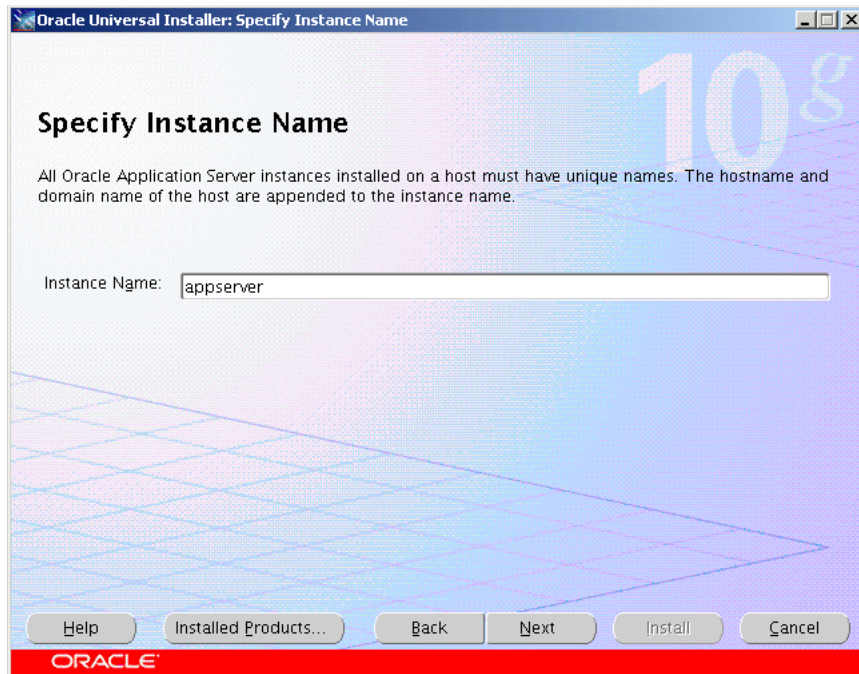 Oracle Universal Installer: Specify Instance Name
10g
Specify Instance Name
All Oracle Application Server instances installed on a host must have unique names. The hostname and
domain name of the host are appended to the instance name.
Instance Name: appserver
Help Installed Products... Back Next Install Cancel
ORACLE